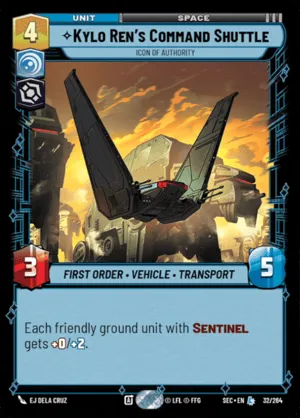 UNIT
SPACE
4
✧KYLO REN'S COMMAND SHUTTLE
ICON OF AUTHORITY
3
5
FIRST ORDER • VEHICLE • TRANSPORT
Each friendly ground unit with SENTINEL
gets +0/+2.
EJ DELA CRUZ
© LFL © FFG
SEC • EN
32/264